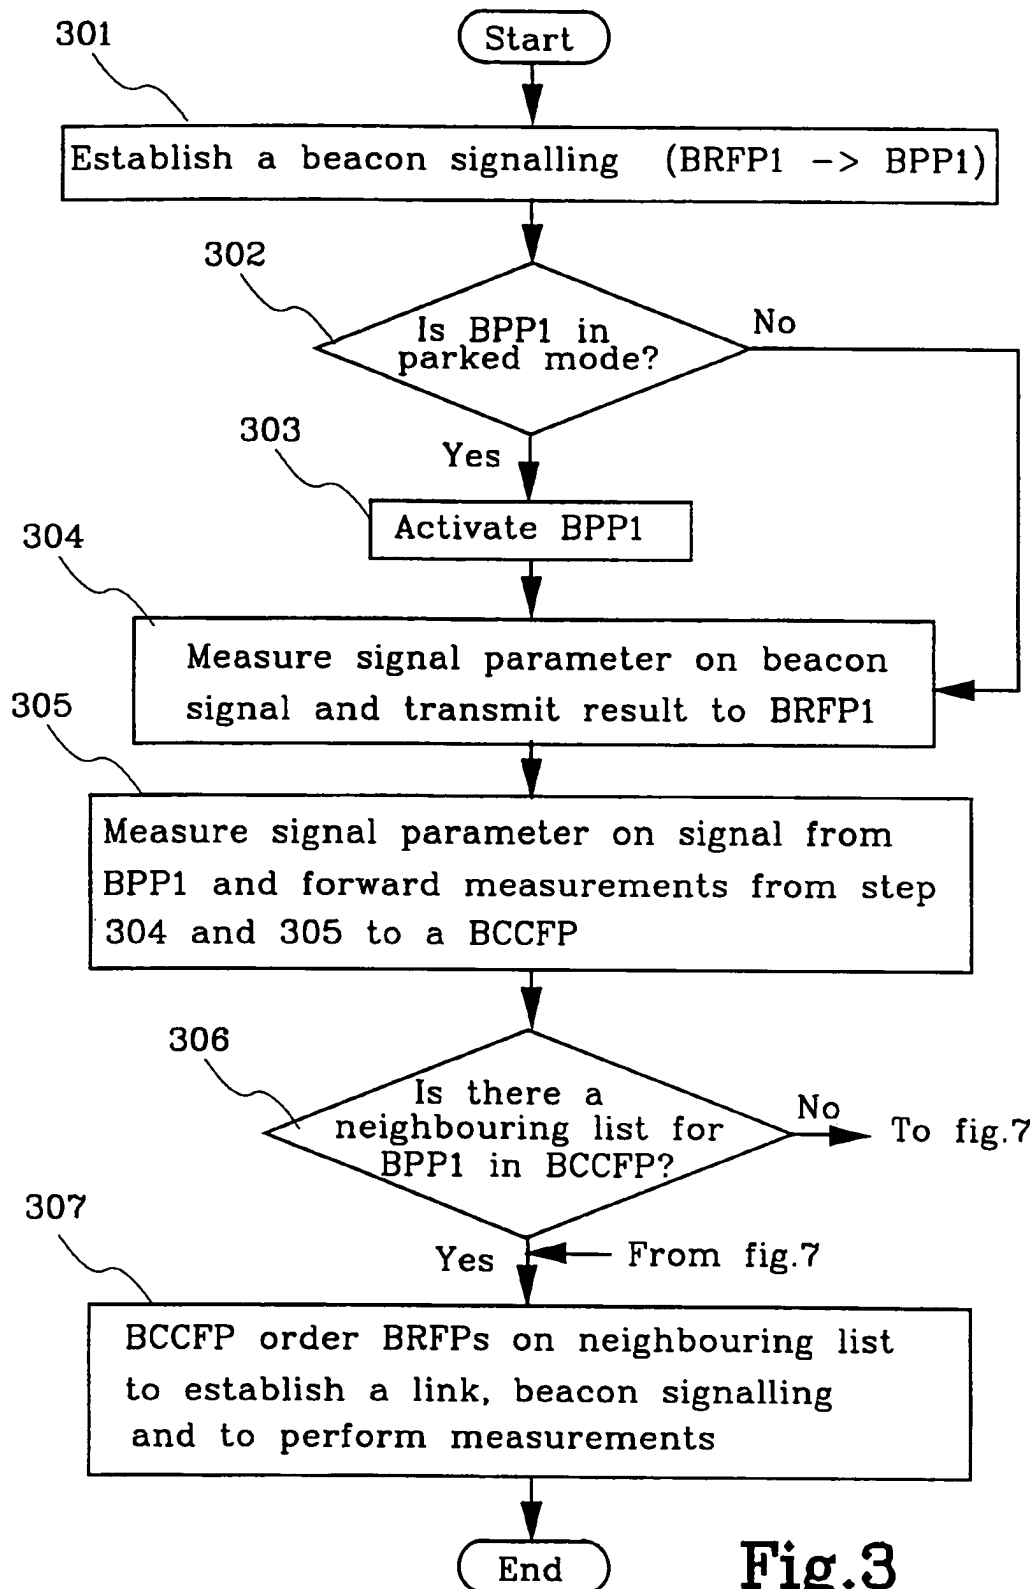 Start
301
Establish a beacon signalling (BRFP1 -> BPP1)
302
Is BPP1 in
parked mode?
No
Yes
303
Activate BPP1
304
Measure signal parameter on beacon
signal and transmit result to BRFP1
305
Measure signal parameter on signal from
BPP1 and forward measurements from step
304 and 305 to a BCCFP
306
Is there a
neighbouring list for
BPP1 in BCCFP?
No
To fig.7
Yes
From fig.7
307
BCCFP order BRFPs on neighbouring list
to establish a link, beacon signalling
and to perform measurements
End
Fig.3